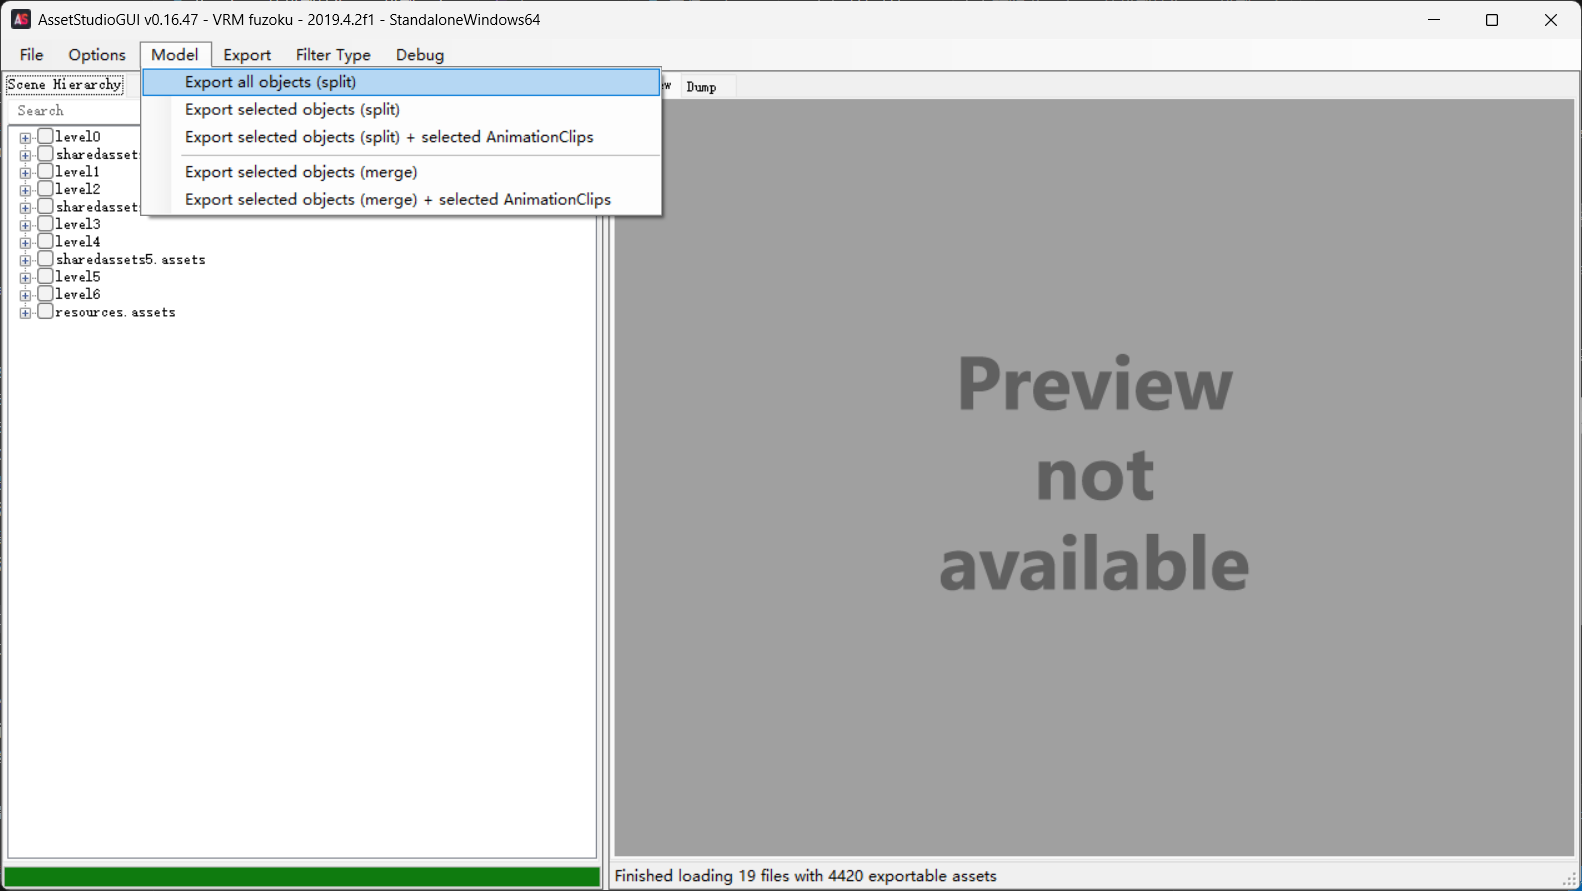 AS AssetStudioGUI v0.16.47 - VRM fuzoku - 2019.4.2f1 - StandaloneWindows64
File Options Model Export Filter Type Debug
Scene Hierarchy
Dump
Search
Export all objects (split)
Export selected objects (split)
Export selected objects (split) + selected AnimationClips
Export selected objects (merge)
Export selected objects (merge) + selected AnimationClips
level0
sharedasset
level1
level2
sharedasset
level3
level4
sharedassets5.assets
level5
level6
resources.assets
Preview
not
available
Finished loading 19 files with 4420 exportable assets